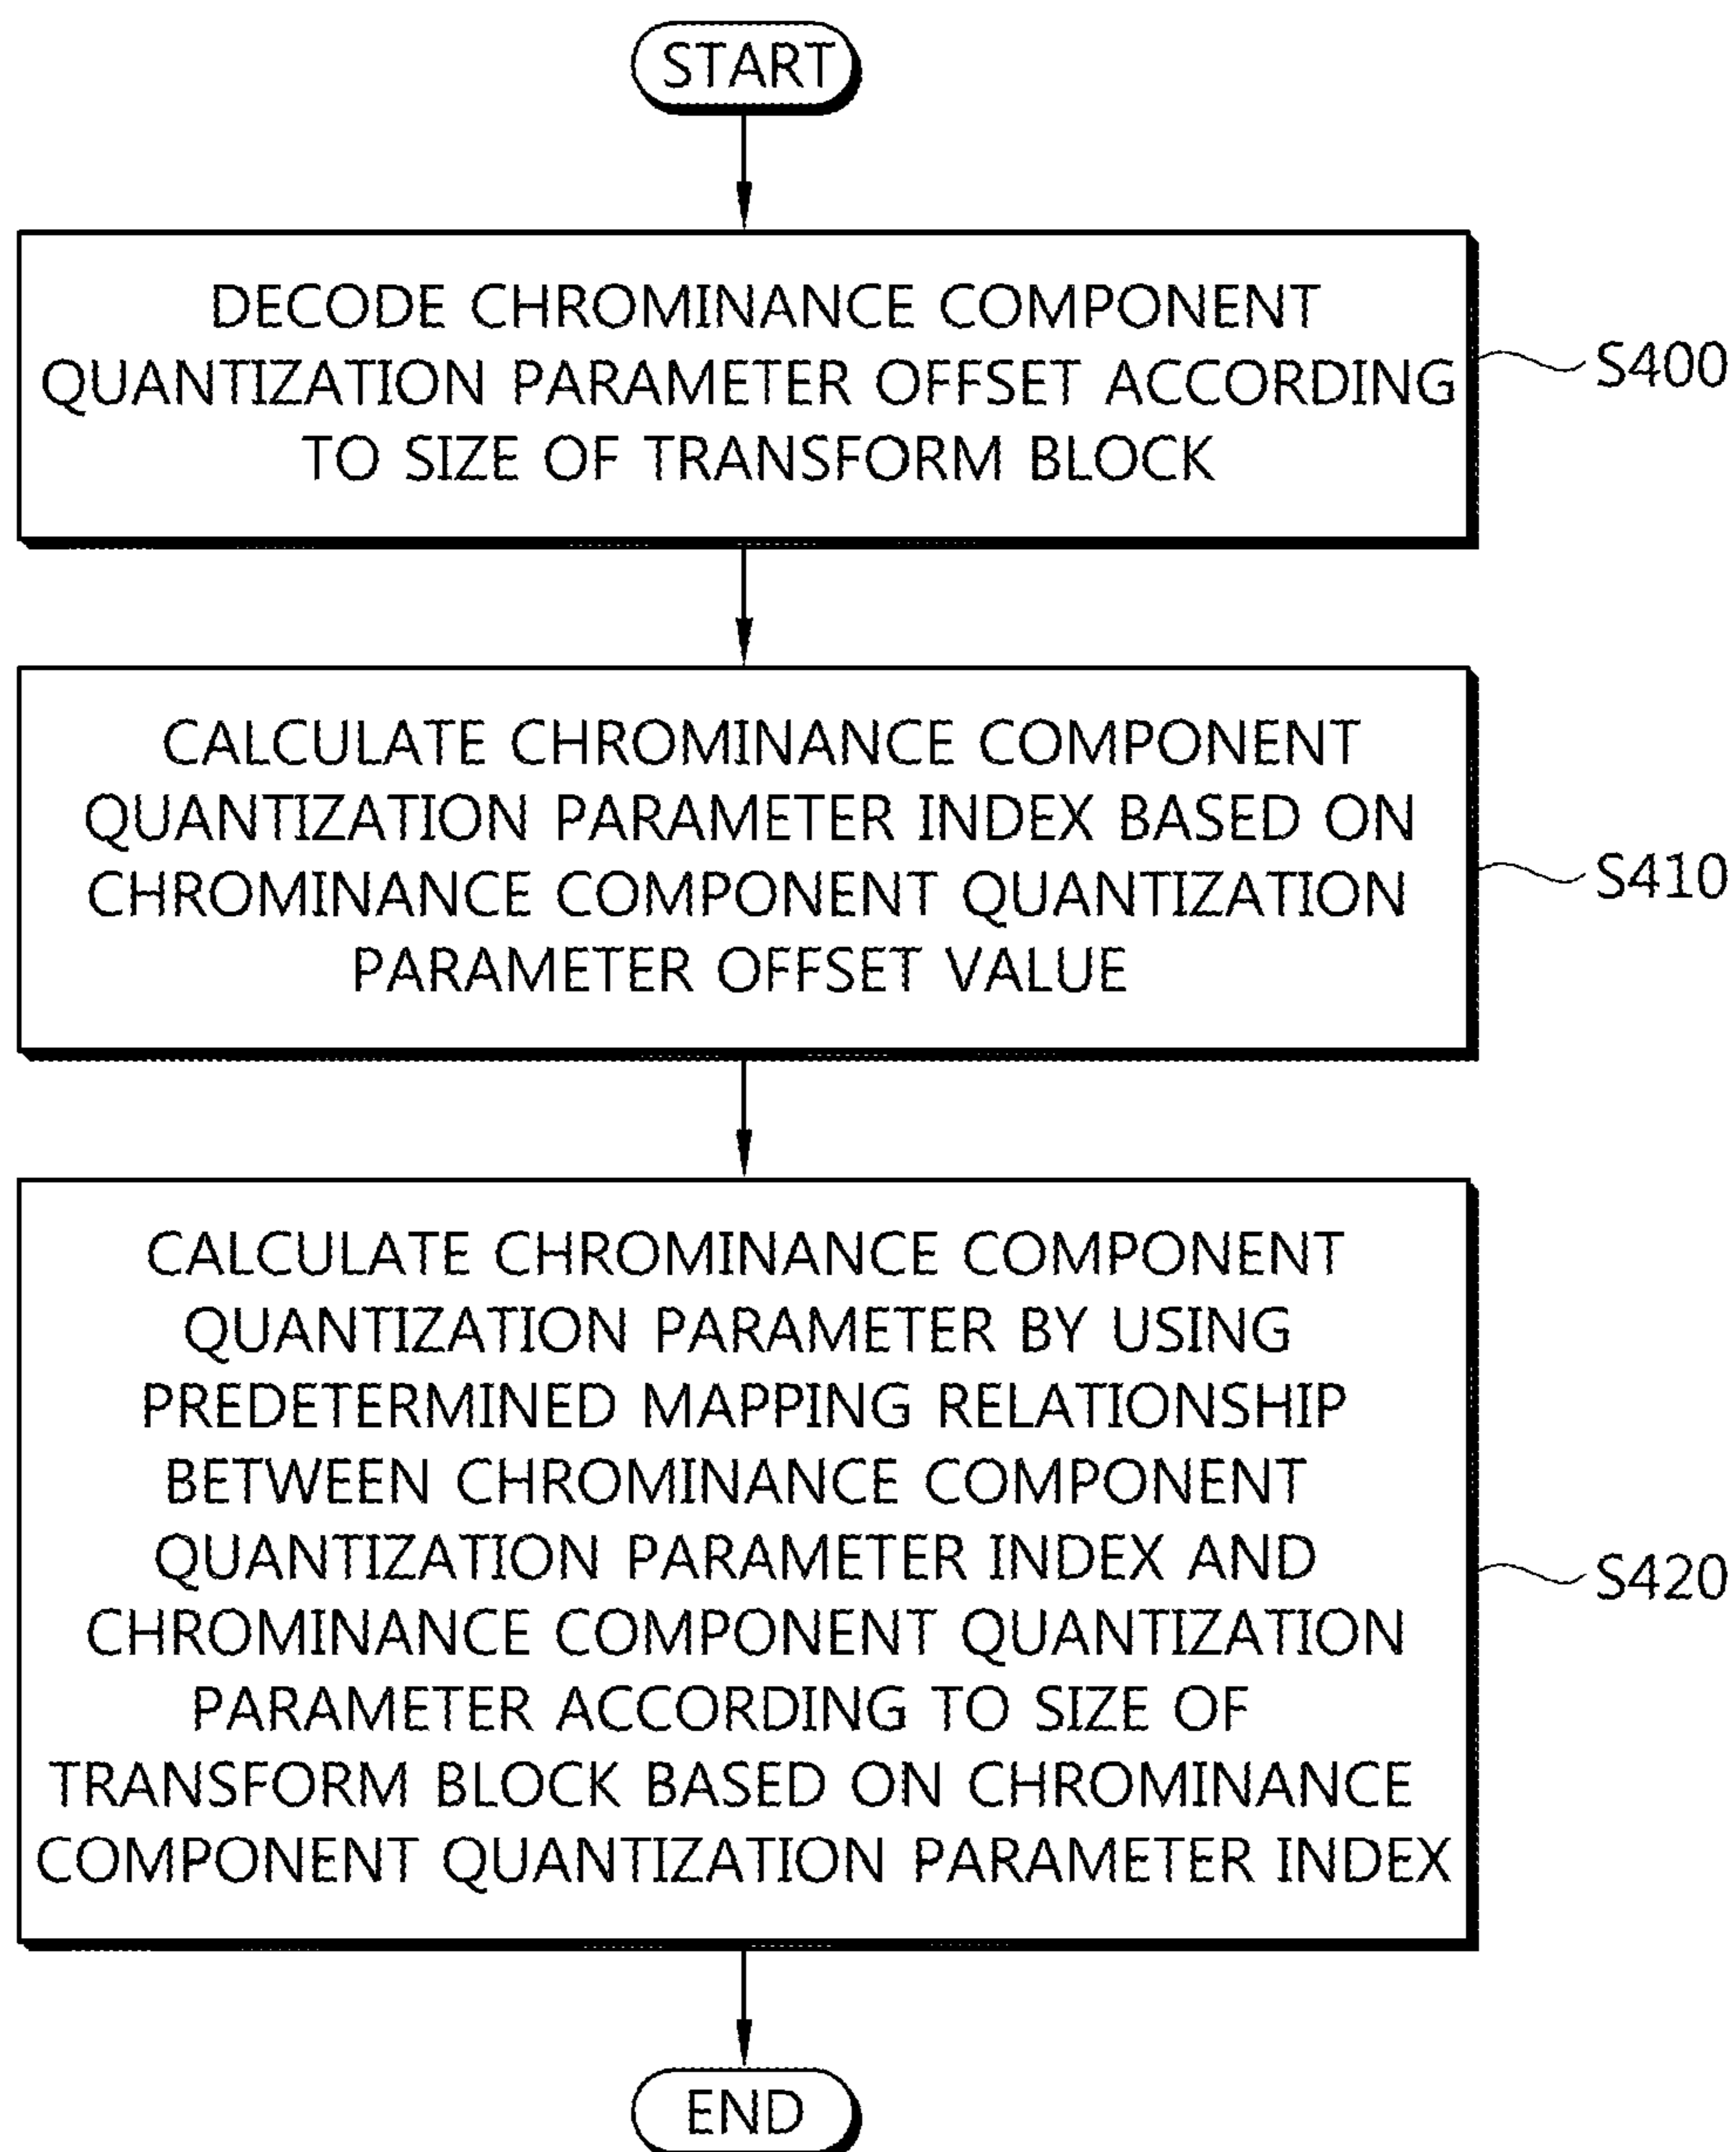 START
DECODE CHROMINANCE COMPONENT
QUANTIZATION PARAMETER OFFSET ACCORDING
TO SIZE OF TRANSFORM BLOCK
S400
CALCULATE CHROMINANCE COMPONENT
QUANTIZATION PARAMETER INDEX BASED ON
CHROMINANCE COMPONENT QUANTIZATION
PARAMETER OFFSET VALUE
S410
CALCULATE CHROMINANCE COMPONENT
QUANTIZATION PARAMETER BY USING
PREDETERMINED MAPPING RELATIONSHIP
BETWEEN CHROMINANCE COMPONENT
QUANTIZATION PARAMETER INDEX AND
CHROMINANCE COMPONENT QUANTIZATION
PARAMETER ACCORDING TO SIZE OF
TRANSFORM BLOCK BASED ON CHROMINANCE
COMPONENT QUANTIZATION PARAMETER INDEX
S420
END